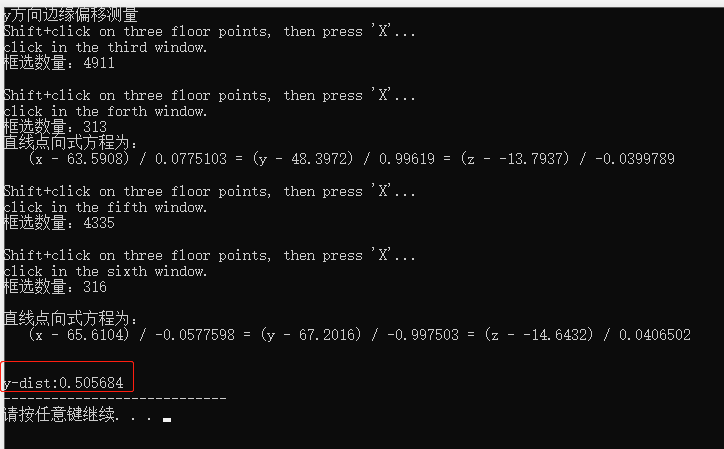 y方向边缘偏移测量
Shift+click on three floor points, then press 'X'...
click in the third window.
框选数量：4911
Shift+click on three floor points, then press 'X'...
click in the forth window.
框选数量：313
直线点向式方程为：
(x - 63.5908) / 0.0775103 = (y - 48.3972) / 0.99619 = (z - -13.7937) / -0.0399789
Shift+click on three floor points, then press 'X'...
click in the fifth window.
框选数量：4335
Shift+click on three floor points, then press 'X'...
click in the sixth window.
框选数量：316
直线点向式方程为：
(x - 65.6104) / -0.0577598 = (y - 67.2016) / -0.997503 = (z - -14.6432) / 0.0406502
y-dist:0.505684
----------------------------
请按任意键继续. . .